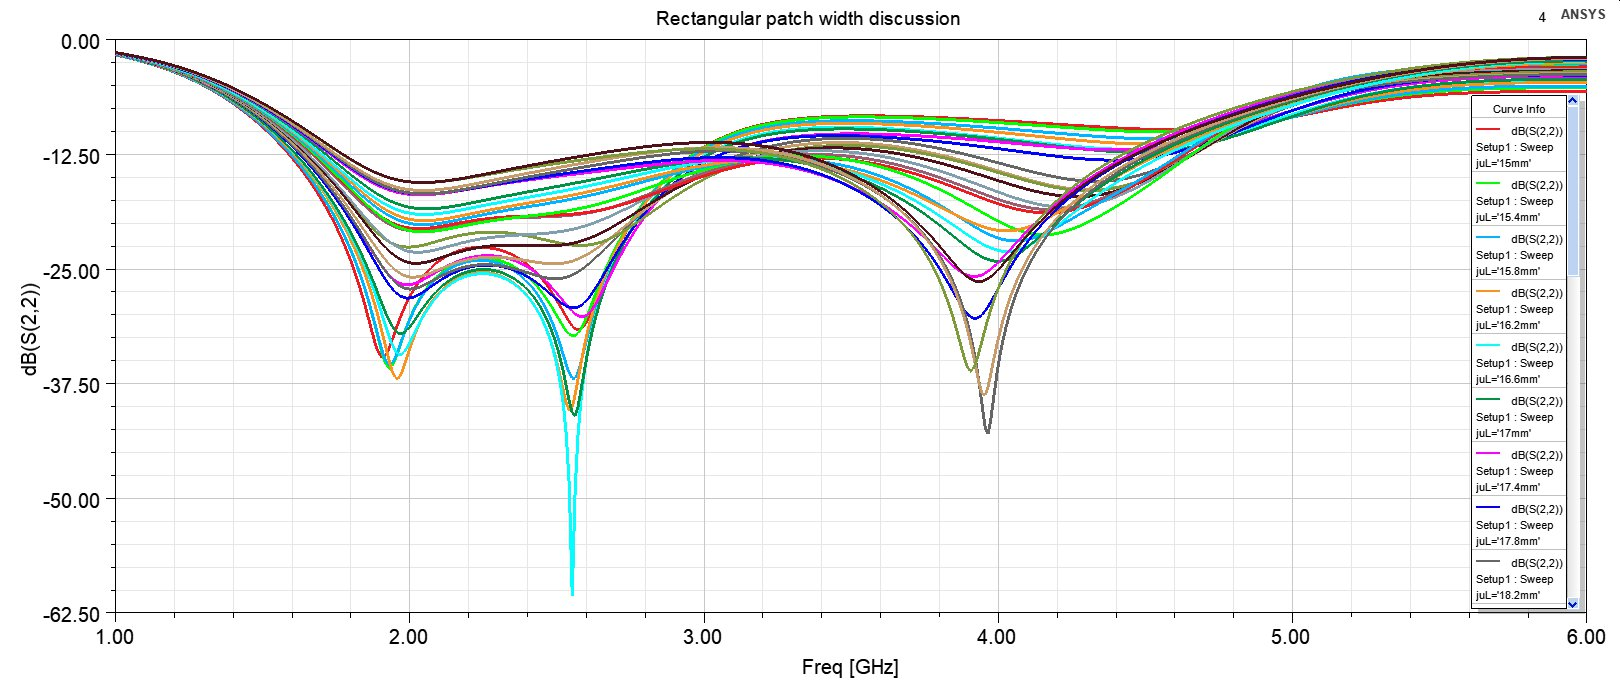 Rectangular patch width discussion
4 ANSYS
0.00
-12.50
-25.00
-37.50
-50.00
-62.50
dB(S(2,2))
1.00 2.00 3.00 4.00 5.00 6.00
Freq [GHz]
Curve Info
dB(S(2,2))
Setup1 : Sweep
juL='15mm'
dB(S(2,2))
Setup1 : Sweep
juL='15.4mm'
dB(S(2,2))
Setup1 : Sweep
juL='15.8mm'
dB(S(2,2))
Setup1 : Sweep
juL='16.2mm'
dB(S(2,2))
Setup1 : Sweep
juL='16.6mm'
dB(S(2,2))
Setup1 : Sweep
juL='17mm'
dB(S(2,2))
Setup1 : Sweep
juL='17.4mm'
dB(S(2,2))
Setup1 : Sweep
juL='17.8mm'
dB(S(2,2))
Setup1 : Sweep
juL='18.2mm'